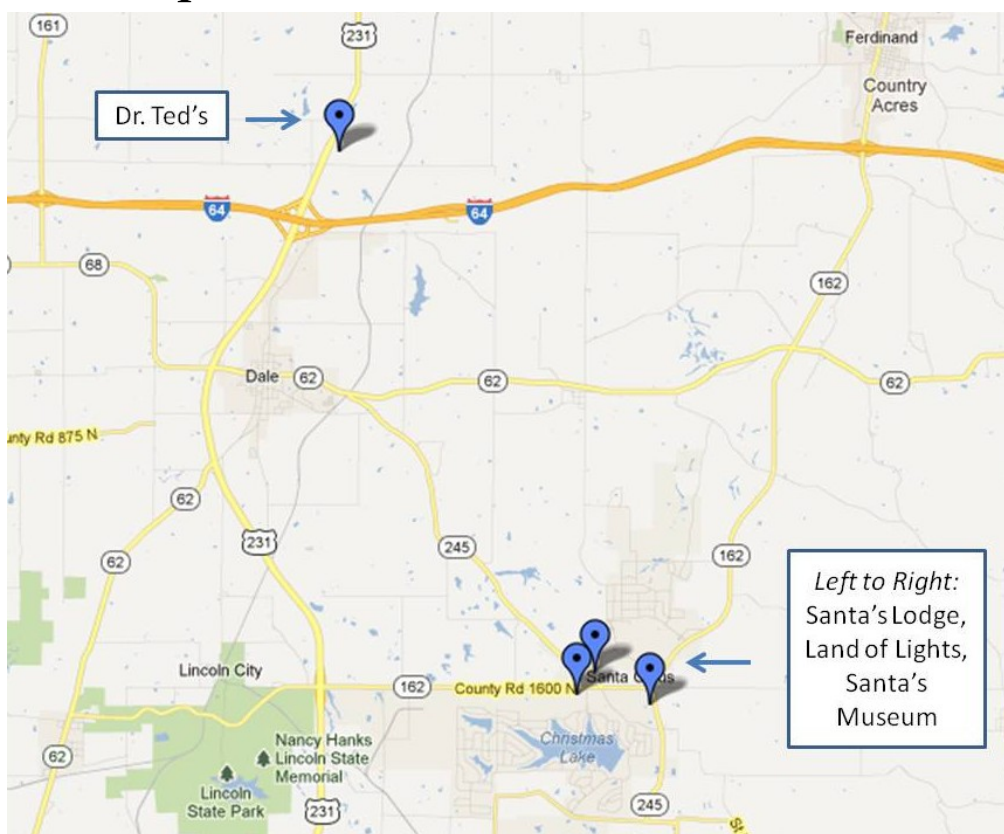 161
231
Ferdinand
Country
Acres
Dr. Ted's
64
64
68
162
Dale
62
62
62
unty Rd 875 N
62
245
231
62
162
Left to Right:
Santa's Lodge,
Land of Lights,
Santa's
Museum
Lincoln City
162
County Rd 1600 N
Nancy Hanks
Lincoln State
Memorial
Christmas
Lake
62
Lincoln
State Park
231
245
St